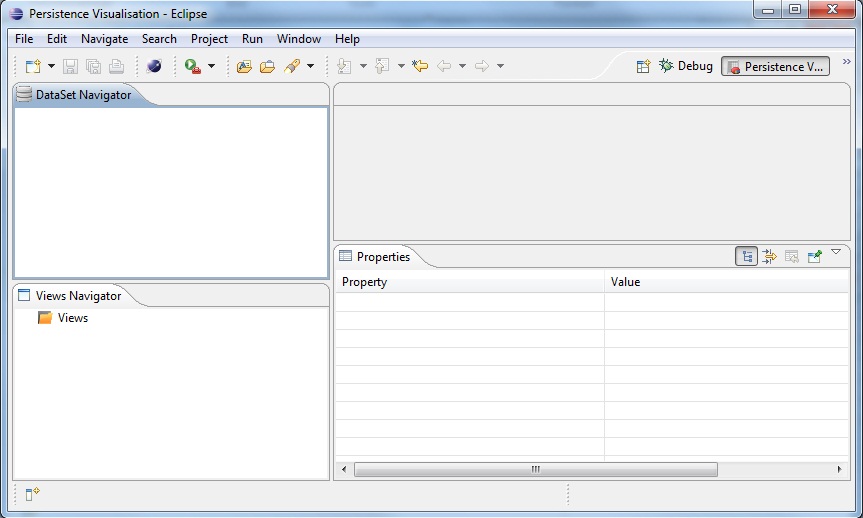 Persistence Visualisation - Eclipse
File Edit Navigate Search Project Run Window Help
Debug Persistence V...
DataSet Navigator
Properties
Property Value
Views Navigator
Views